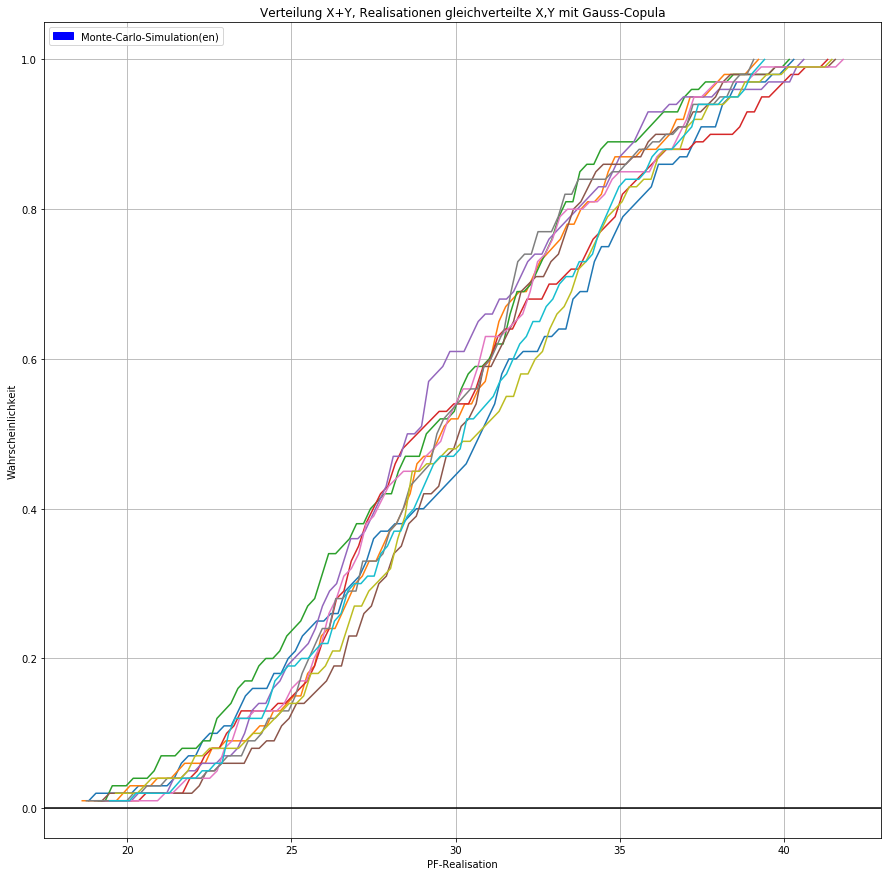 Verteilung X+Y, Realisationen gleichverteilte X,Y mit Gauss-Copula
Monte-Carlo-Simulation(en)
1.0
0.8
0.6
0.4
0.2
0.0
Wahrscheinlichkeit
20 25 30 35 40
PF-Realisation